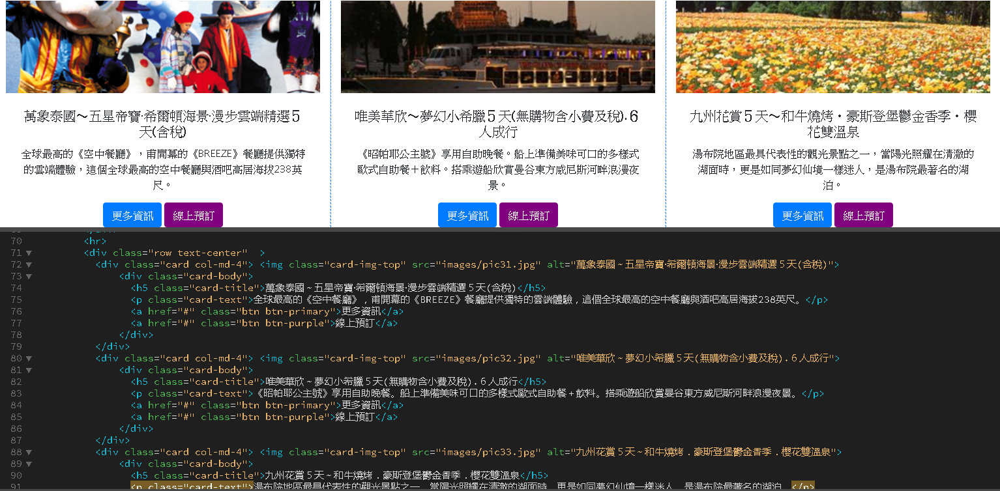 萬象泰國～五星帝寶‧希爾頓海景‧漫步雲端精選５
天(含稅)
全球最高的《空中餐廳》，甫開幕的《BREEZE》餐廳提供獨特
的雲端體驗，這個全球最高的空中餐廳與酒吧高居海拔238英
尺。
更多資訊 線上預訂
唯美華欣～夢幻小希臘５天(無購物含小費及稅).６
人成行
《昭帕耶公主號》享用自助晚餐。船上準備美味可口的多樣式
歐式自助餐＋飲料。搭乘遊船欣賞曼谷東方威尼斯河畔浪漫夜
景。
更多資訊 線上預訂
九州花賞５天～和牛燒烤．豪斯登堡鬱金香季．櫻
花雙溫泉
湯布院地區最具代表性的觀光景點之一，當陽光照耀在清澈的
湖面時，更是如同夢幻仙境一樣迷人，是湯布院最著名的湖
泊。
更多資訊 線上預訂
70 <hr>
71 <div class="row text-center"  >
72 <div class="card col-md-4"> <img class="card-img-top" src="images/pic31.jpg" alt="萬象泰國～五星帝寶‧希爾頓海景‧漫步雲端精選５天(含稅)">
73 <div class="card-body">
74 <h5 class="card-title">萬象泰國～五星帝寶‧希爾頓海景‧漫步雲端精選５天(含稅)</h5>
75 <p class="card-text">全球最高的《空中餐廳》，甫開幕的《BREEZE》餐廳提供獨特的雲端體驗，這個全球最高的空中餐廳與酒吧高居海拔238英尺。</p>
76 <a href="#" class="btn btn-primary">更多資訊</a>
77 <a href="#" class="btn btn-purple">線上預訂</a>
78 </div>
79 </div>
80 <div class="card col-md-4"> <img class="card-img-top" src="images/pic32.jpg" alt="唯美華欣～夢幻小希臘５天(無購物含小費及稅).６人成行">
81 <div class="card-body">
82 <h5 class="card-title">唯美華欣～夢幻小希臘５天(無購物含小費及稅).６人成行</h5>
83 <p class="card-text">《昭帕耶公主號》享用自助晚餐。船上準備美味可口的多樣式歐式自助餐＋飲料。搭乘遊船欣賞曼谷東方威尼斯河畔浪漫夜景。</p>
84 <a href="#" class="btn btn-primary">更多資訊</a>
85 <a href="#" class="btn btn-purple">線上預訂</a>
86 </div>
87 </div>
88 <div class="card col-md-4"> <img class="card-img-top" src="images/pic33.jpg" alt="九州花賞５天～和牛燒烤．豪斯登堡鬱金香季．櫻花雙溫泉">
89 <div class="card-body">
90 <h5 class="card-title">九州花賞５天～和牛燒烤．豪斯登堡鬱金香季．櫻花雙溫泉</h5>
91 <p class="card-text">湯布院地區最具代表性的觀光景點之一，當陽光照耀在清澈的湖面時，更是如同夢幻仙境一樣迷人，是湯布院最著名的湖泊。</p>